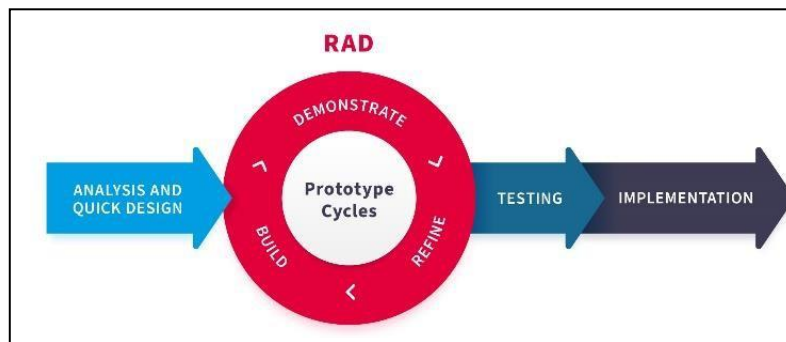 RAD
ANALYSIS AND
QUICK DESIGN
DEMONSTRATE
Prototype
Cycles
BUILD
REFINE
TESTING
IMPLEMENTATION